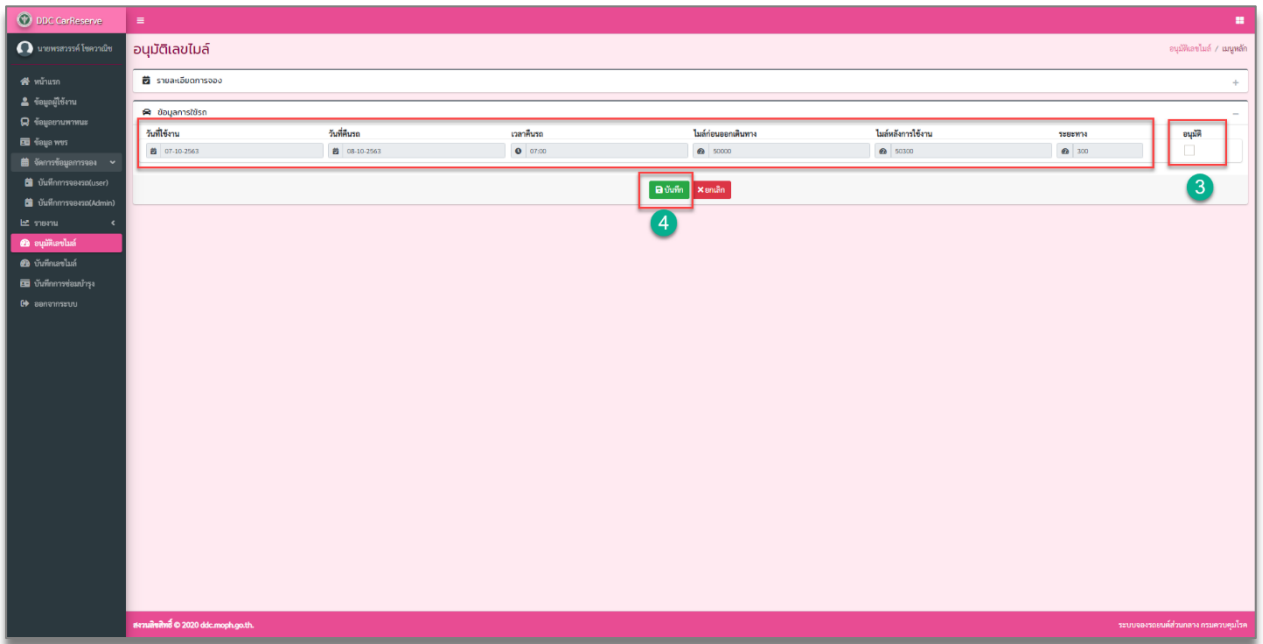 DDC CarReserve
นายพรสวรรค์ โชควาณิช
หน้าแรก
ข้อมูลผู้ใช้งาน
ข้อมูลยานพาหนะ
ข้อมูล พขร
จัดการข้อมูลการจอง
บันทึกการจองรถ(user)
บันทึกการจองรถ(Admin)
รายงาน
อนุมัติเลขไมล์
บันทึกเลขไมล์
บันทึกการซ่อมบำรุง
ออกจากระบบ
อนุมัติเลขไมล์
อนุมัติเลขไมล์ / เมนูหลัก
รายละเอียดการจอง
ข้อมูลการใช้รถ
วันที่ใช้งาน วันที่คืนรถ เวลาคืนรถ ไมล์ก่อนออกเดินทาง ไมล์หลังการใช้งาน ระยะทาง อนุมัติ
07-10-2563 08-10-2563 07:00 50000 50300 300
3
บันทึก ยกเลิก
4
สงวนลิขสิทธิ์ © 2020 ddc.moph.go.th. ระบบจองรถยนต์ส่วนกลาง กรมควบคุมโรค